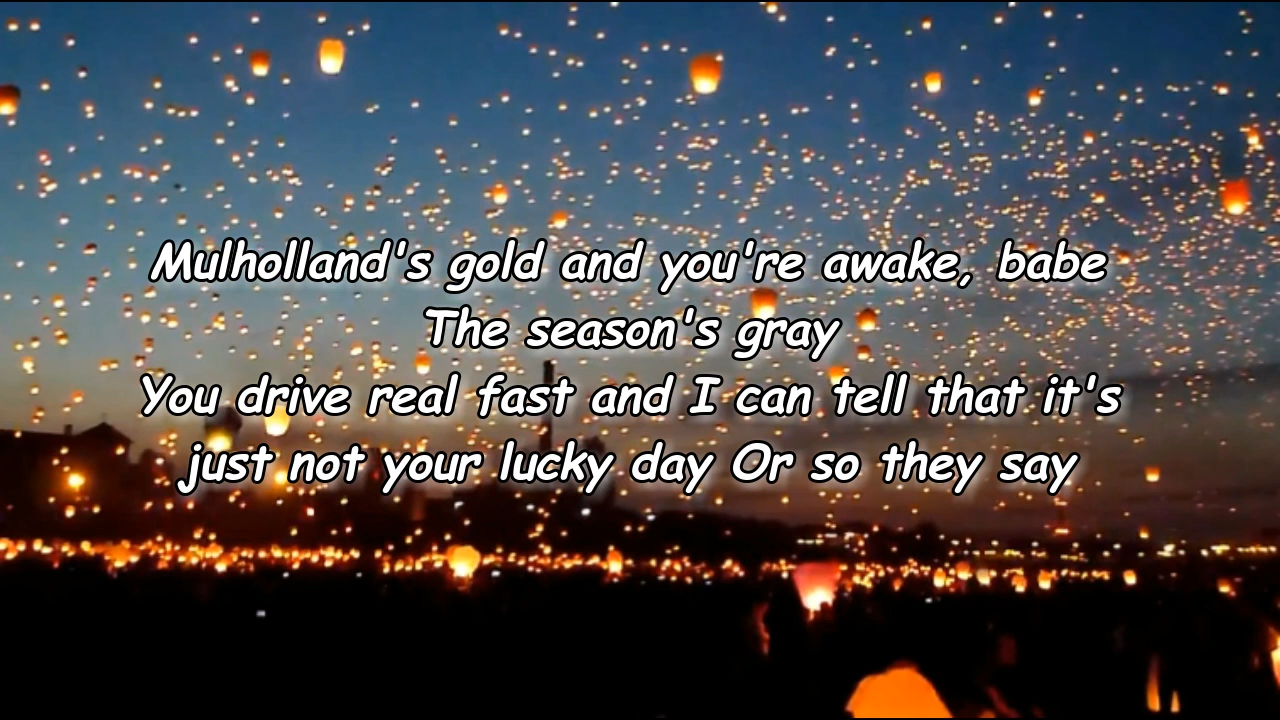 Mulholland's gold and you're awake, babe
The season's gray
You drive real fast and I can tell that it's
just not your lucky day Or so they say